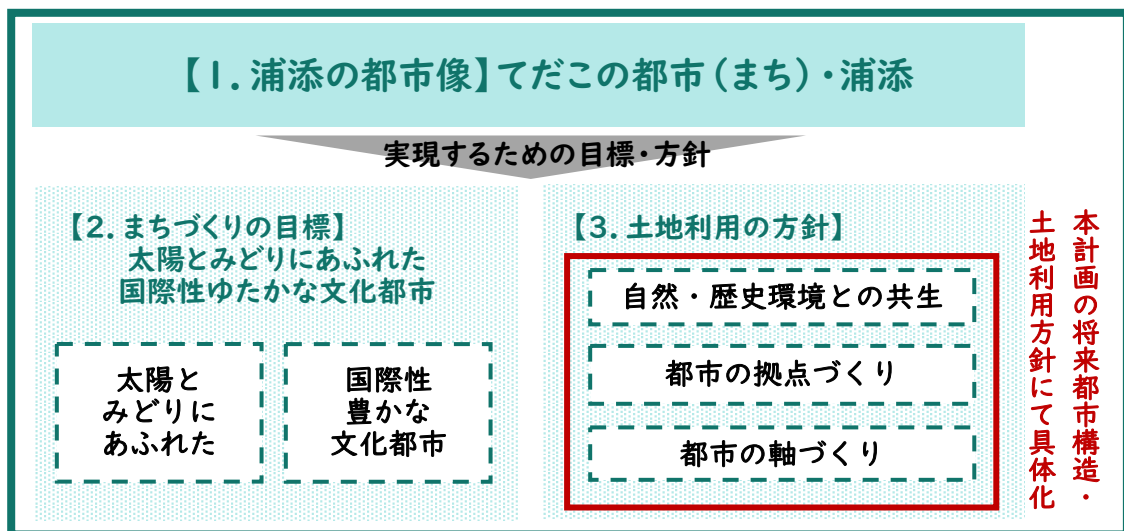 【1.浦添の都市像】てだこの都市(まち)・浦添
実現するための目標・方針
【2.まちづくりの目標】
太陽とみどりにあふれた
国際性ゆたかな文化都市
太陽と
みどりに
あふれた
国際性
豊かな
文化都市
【3.土地利用の方針】
自然・歴史環境との共生
都市の拠点づくり
都市の軸づくり
本計画の将来都市構造・
土地利用方針にて具体化